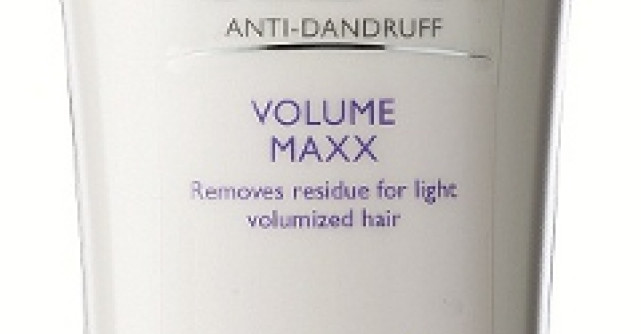 ANTI-DANDRUFF
VOLUME
MAXX
Removes residue for light
volumized hair